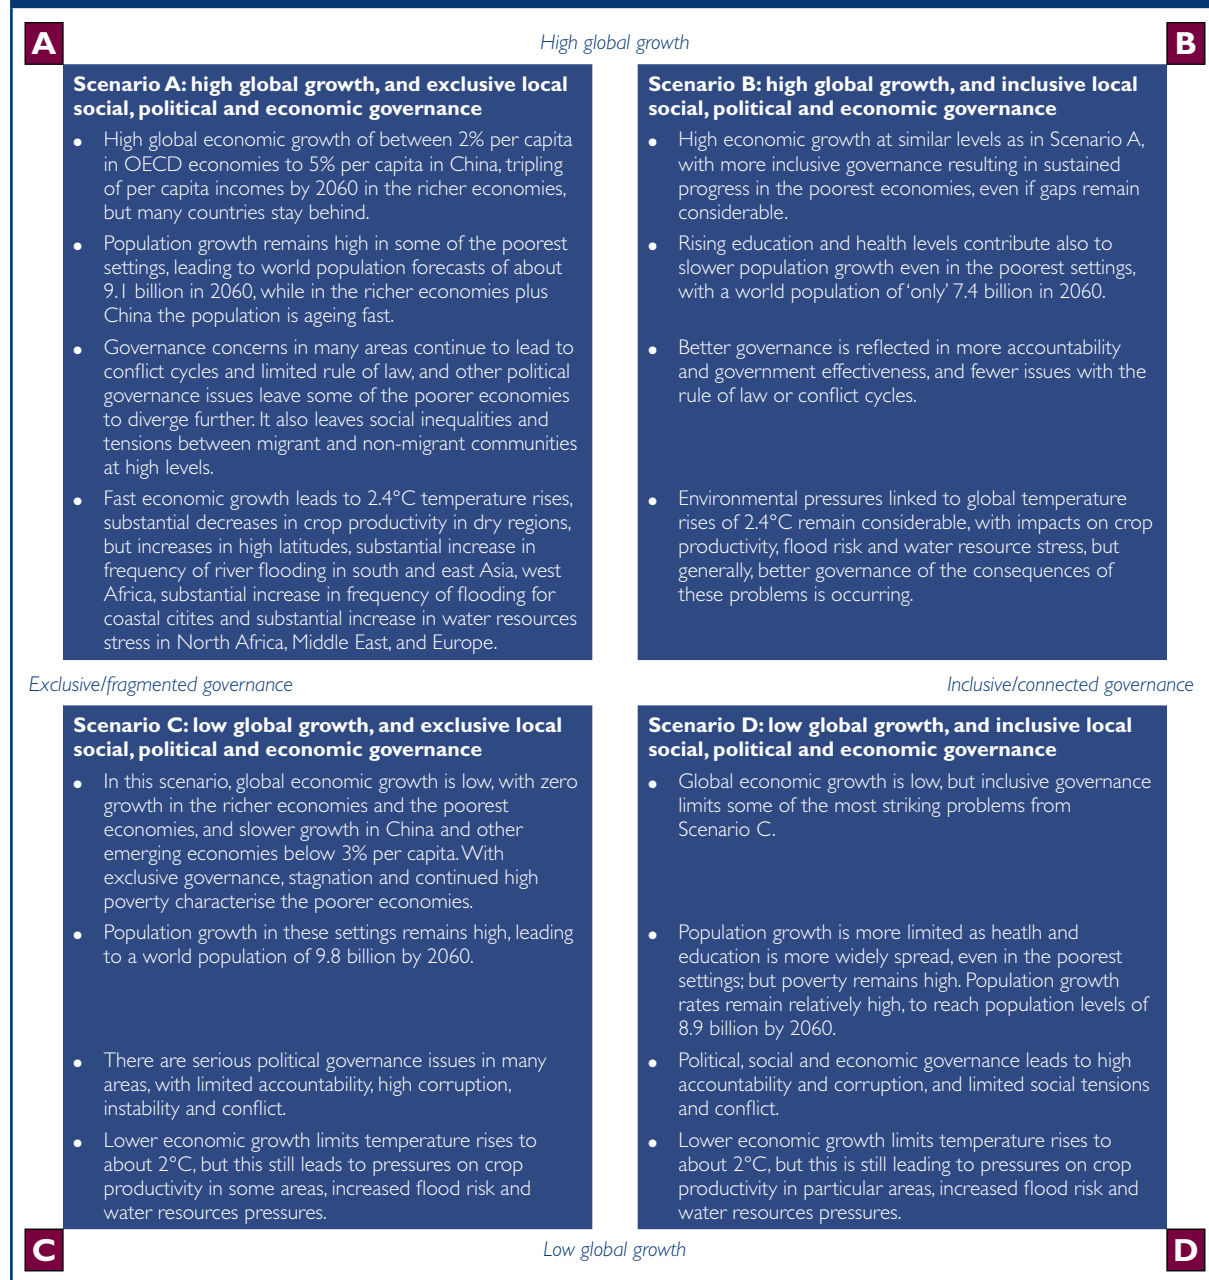 A
High global growth
B
Scenario A: high global growth, and exclusive local
social, political and economic governance
• High global economic growth of between 2% per capita
in OECD economies to 5% per capita in China, tripling
of per capita incomes by 2060 in the richer economies,
but many countries stay behind.
• Population growth remains high in some of the poorest
settings, leading to world population forecasts of about
9.1 billion in 2060, while in the richer economies plus
China the population is ageing fast.
• Governance concerns in many areas continue to lead to
conflict cycles and limited rule of law, and other political
governance issues leave some of the poorer economies
to diverge further. It also leaves social inequalities and
tensions between migrant and non-migrant communities
at high levels.
• Fast economic growth leads to 2.4°C temperature rises,
substantial decreases in crop productivity in dry regions,
but increases in high latitudes, substantial increase in
frequency of river flooding in south and east Asia, west
Africa, substantial increase in frequency of flooding for
coastal citites and substantial increase in water resources
stress in North Africa, Middle East, and Europe.
Scenario B: high global growth, and inclusive local
social, political and economic governance
• High economic growth at similar levels as in Scenario A,
with more inclusive governance resulting in sustained
progress in the poorest economies, even if gaps remain
considerable.
• Rising education and health levels contribute also to
slower population growth even in the poorest settings,
with a world population of 'only' 7.4 billion in 2060.
• Better governance is reflected in more accountability
and government effectiveness, and fewer issues with the
rule of law or conflict cycles.
• Environmental pressures linked to global temperature
rises of 2.4°C remain considerable, with impacts on crop
productivity, flood risk and water resource stress, but
generally, better governance of the consequences of
these problems is occurring.
Exclusive/fragmented governance
Inclusive/connected governance
Scenario C: low global growth, and exclusive local
social, political and economic governance
• In this scenario, global economic growth is low, with zero
growth in the richer economies and the poorest
economies, and slower growth in China and other
emerging economies below 3% per capita. With
exclusive governance, stagnation and continued high
poverty characterise the poorer economies.
• Population growth in these settings remains high, leading
to a world population of 9.8 billion by 2060.
• There are serious political governance issues in many
areas, with limited accountability, high corruption,
instability and conflict.
• Lower economic growth limits temperature rises to
about 2°C, but this still leads to pressures on crop
productivity in some areas, increased flood risk and
water resources pressures.
Scenario D: low global growth, and inclusive local
social, political and economic governance
• Global economic growth is low, but inclusive governance
limits some of the most striking problems from
Scenario C.
• Population growth is more limited as heatlh and
education is more widely spread, even in the poorest
settings; but poverty remains high. Population growth
rates remain relatively high, to reach population levels of
8.9 billion by 2060.
• Political, social and economic governance leads to high
accountability and corruption, and limited social tensions
and conflict.
• Lower economic growth limits temperature rises to
about 2°C, but this is still leading to pressures on crop
productivity in particular areas, increased flood risk and
water resources pressures.
C
Low global growth
D